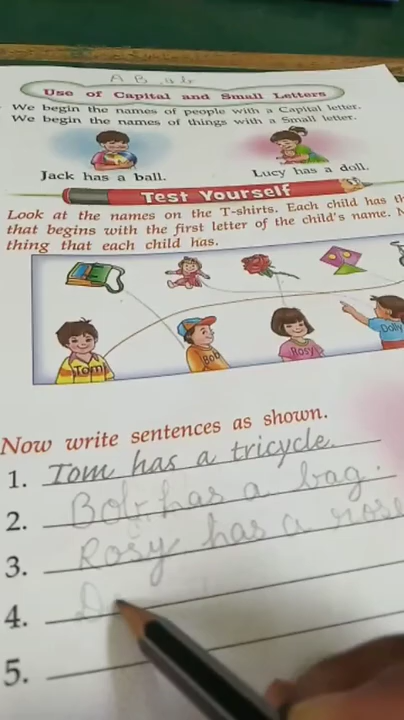 A B, a b
Use of Capital and Small Letters
We begin the names of people with a Capital letter.
We begin the names of things with a Small letter.
Jack has a ball.
Lucy has a doll.
Test Yourself
Look at the names on the T-shirts. Each child has th
that begins with the first letter of the child's name. N
thing that each child has.
Tom
Bob
Rosy
Dolly
Now write sentences as shown.
1. Tom has a tricycle.
2. Bob has a bag.
3. Rosy has a rose
4. D
5.